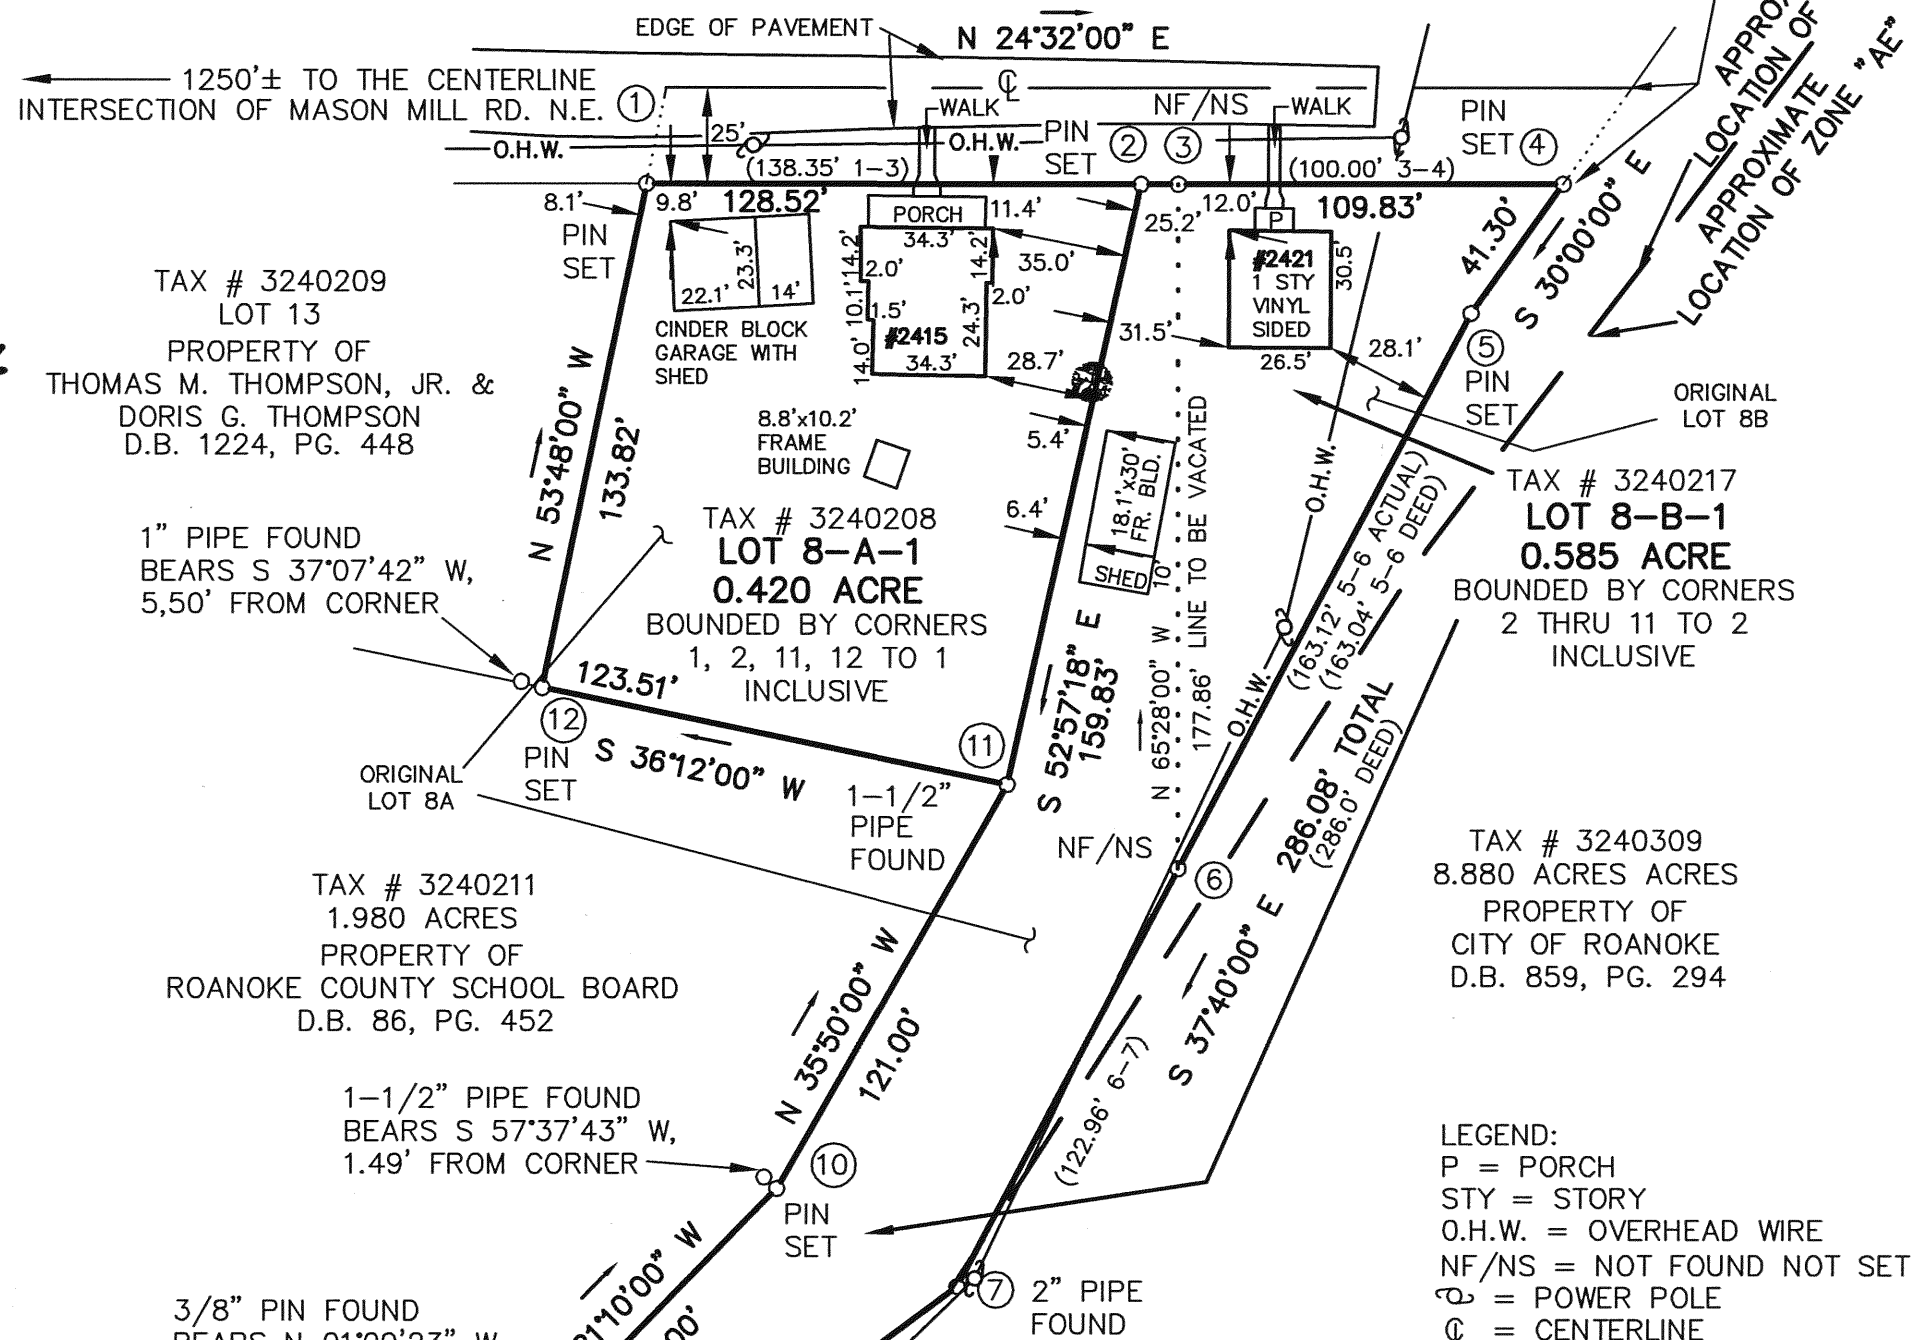 EDGE OF PAVEMENT
N 24°32'00" E
1250'± TO THE CENTERLINE
INTERSECTION OF MASON MILL RD. N.E.
1
℄
WALK
NF/NS
WALK
PIN
SET 4
25'
O.H.W.
O.H.W.
PIN
SET
2
3
(138.35' 1-3)
(100.00' 3-4)
LOCATION OF
APPROXIMATE
LOCATION OF ZONE "AE"
8.1'
9.8'
128.52'
PORCH
11.4'
25.2'
12.0'
P
109.83'
41.30'
S 30°00'00" E
PIN
SET
23.3'
22.1'
14'
CINDER BLOCK
GARAGE WITH
SHED
34.3'
14.2'
14.2'
2.0'
10.1'
1.5'
2.0'
24.3'
#2415
14.0'
34.3'
35.0'
28.7'
31.5'
#2421
1 STY
VINYL
SIDED
30.5'
26.5'
28.1'
5
PIN
SET
ORIGINAL
LOT 8B
TAX # 3240209
LOT 13
PROPERTY OF
THOMAS M. THOMPSON, JR. &
DORIS G. THOMPSON
D.B. 1224, PG. 448
N 53°48'00" W
133.82'
8.8'x10.2'
FRAME
BUILDING
5.4'
6.4'
18.1'x30'
FR. BLD.
SHED
10'
N 65°28'00" W
177.86' LINE TO BE VACATED
O.H.W.
O.H.W.
(163.12' 5-6 ACTUAL)
(163.04' 5-6 DEED)
TAX # 3240217
LOT 8-B-1
0.585 ACRE
BOUNDED BY CORNERS
2 THRU 11 TO 2
INCLUSIVE
1" PIPE FOUND
BEARS S 37°07'42" W,
5,50' FROM CORNER
TAX # 3240208
LOT 8-A-1
0.420 ACRE
BOUNDED BY CORNERS
1, 2, 11, 12 TO 1
INCLUSIVE
123.51'
12
PIN
SET
S 36°12'00" W
11
S 52°57'18" E
159.83'
ORIGINAL
LOT 8A
1-1/2"
PIPE
FOUND
NF/NS
6
286.08' TOTAL
(286.0' DEED)
S 37°40'00" E
TAX # 3240309
8.880 ACRES ACRES
PROPERTY OF
CITY OF ROANOKE
D.B. 859, PG. 294
TAX # 3240211
1.980 ACRES
PROPERTY OF
ROANOKE COUNTY SCHOOL BOARD
D.B. 86, PG. 452
N 35°50'00" W
121.00'
(122.96' 6-7)
1-1/2" PIPE FOUND
BEARS S 57°37'43" W,
1.49' FROM CORNER
10
PIN
SET
7
2" PIPE
FOUND
3/8" PIN FOUND
LEGEND:
P = PORCH
STY = STORY
O.H.W. = OVERHEAD WIRE
NF/NS = NOT FOUND NOT SET
= POWER POLE
℄ = CENTERLINE